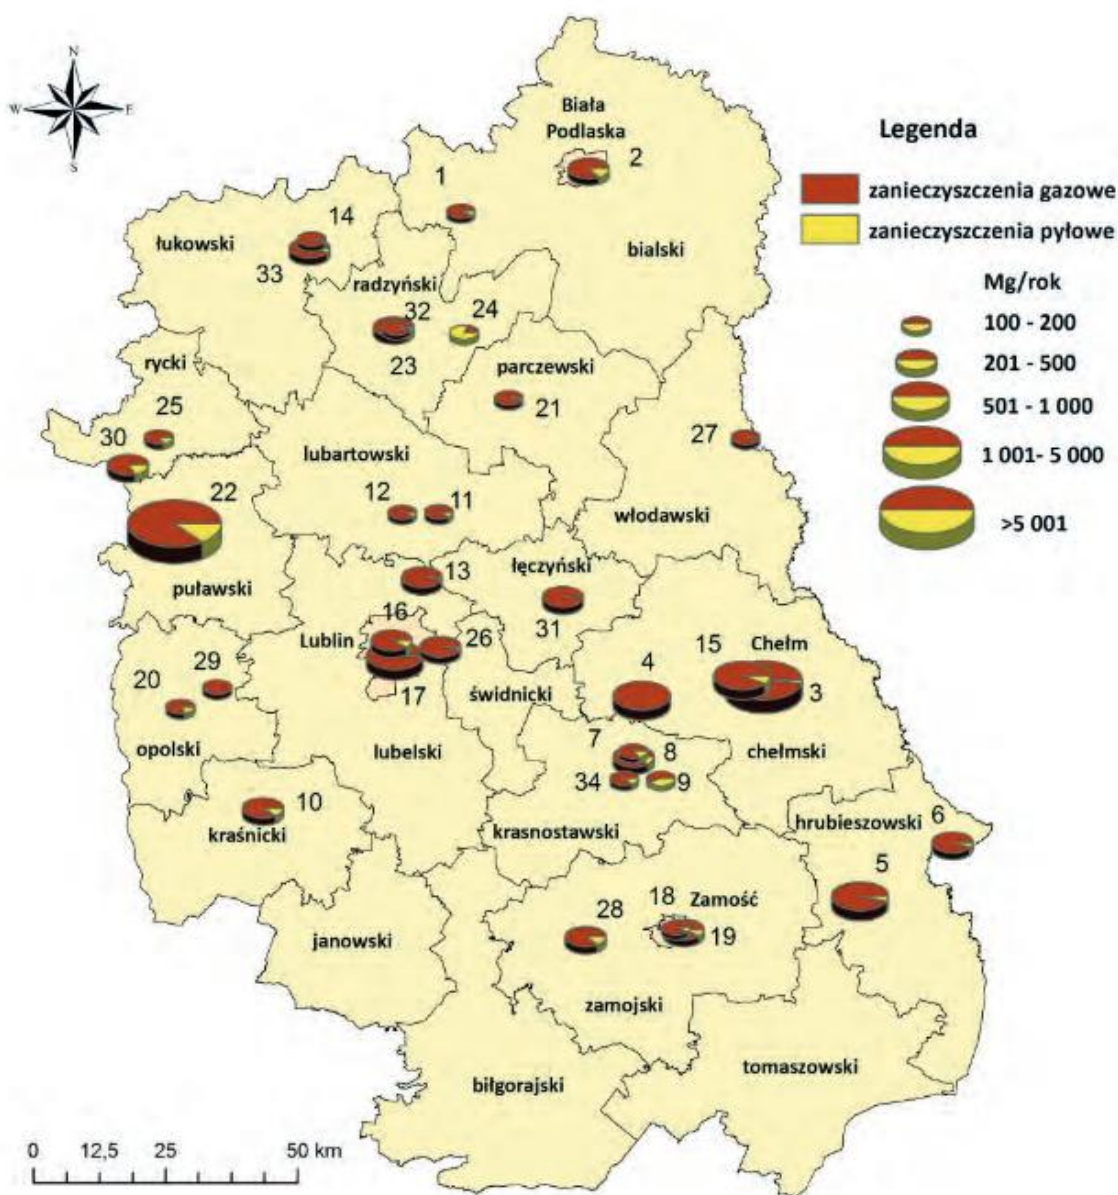 N
W
E
S
Biała
Podlaska
2
1
14
łukowski
33
bialski
radzyński
32
24
23
rycki
25
30
parczewski
21
27
lubartowski
12
11
włodawski
22
puławski
13
łęczyński
31
16
Lublin
26
17
świdnicki
15
Chełm
4
3
20
29
opolski
lubelski
chełmski
7
8
34
9
krasnostawski
10
kraśnicki
hrubieszowski
6
5
janowski
28
18
Zamość
19
zamojski
tomaszowski
biłgorajski
0
12,5
25
50 km
Legenda
zanieczyszczenia gazowe
zanieczyszczenia pyłowe
Mg/rok
100 - 200
201 - 500
501 - 1 000
1 001- 5 000
>5 001